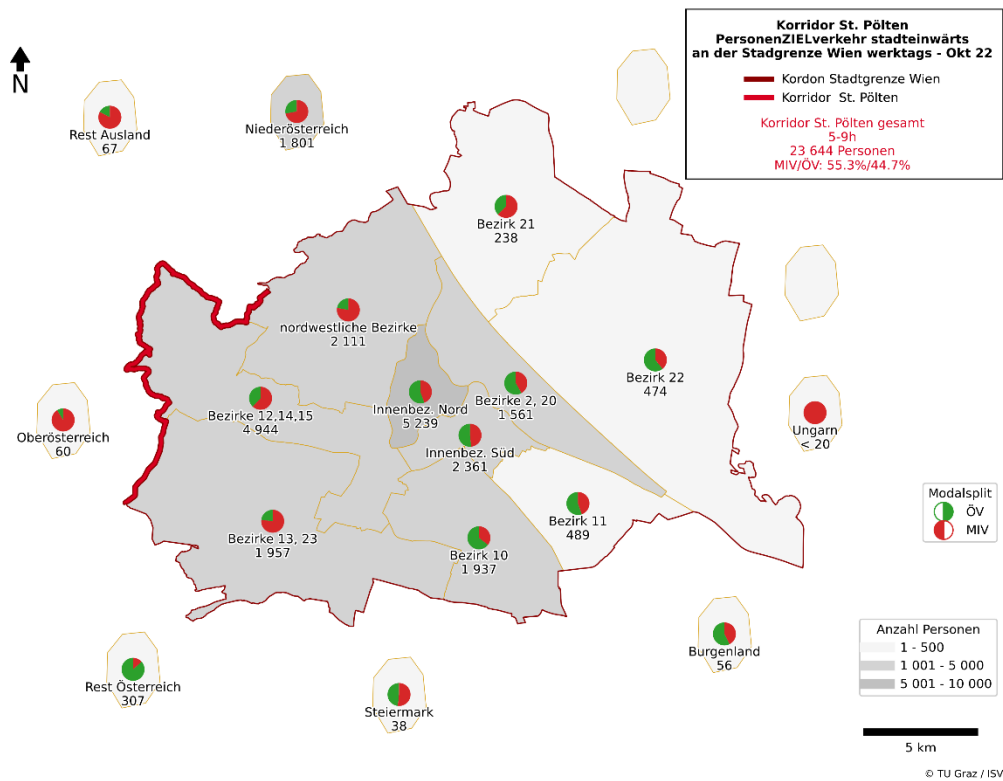 Korridor St. Pölten
PersonenZIELverkehr stadteinwärts
an der Stadgrenze Wien werktags - Okt 22
Kordon Stadtgrenze Wien
Korridor St. Pölten
Korridor St. Pölten gesamt
5-9h
23 644 Personen
MIV/ÖV: 55.3%/44.7%
N
Rest Ausland
67
Niederösterreich
1 801
Bezirk 21
238
nordwestliche Bezirke
2 111
Bezirk 22
474
Bezirke 12,14,15
4 944
Innenbez. Nord
5 239
Bezirke 2, 20
1 561
Innenbez. Süd
2 361
Oberösterreich
60
Ungarn
< 20
Bezirke 13, 23
1 957
Bezirk 10
1 937
Bezirk 11
489
Modalsplit
ÖV
MIV
Rest Österreich
307
Steiermark
38
Burgenland
56
Anzahl Personen
1 - 500
1 001 - 5 000
5 001 - 10 000
5 km
© TU Graz / ISV